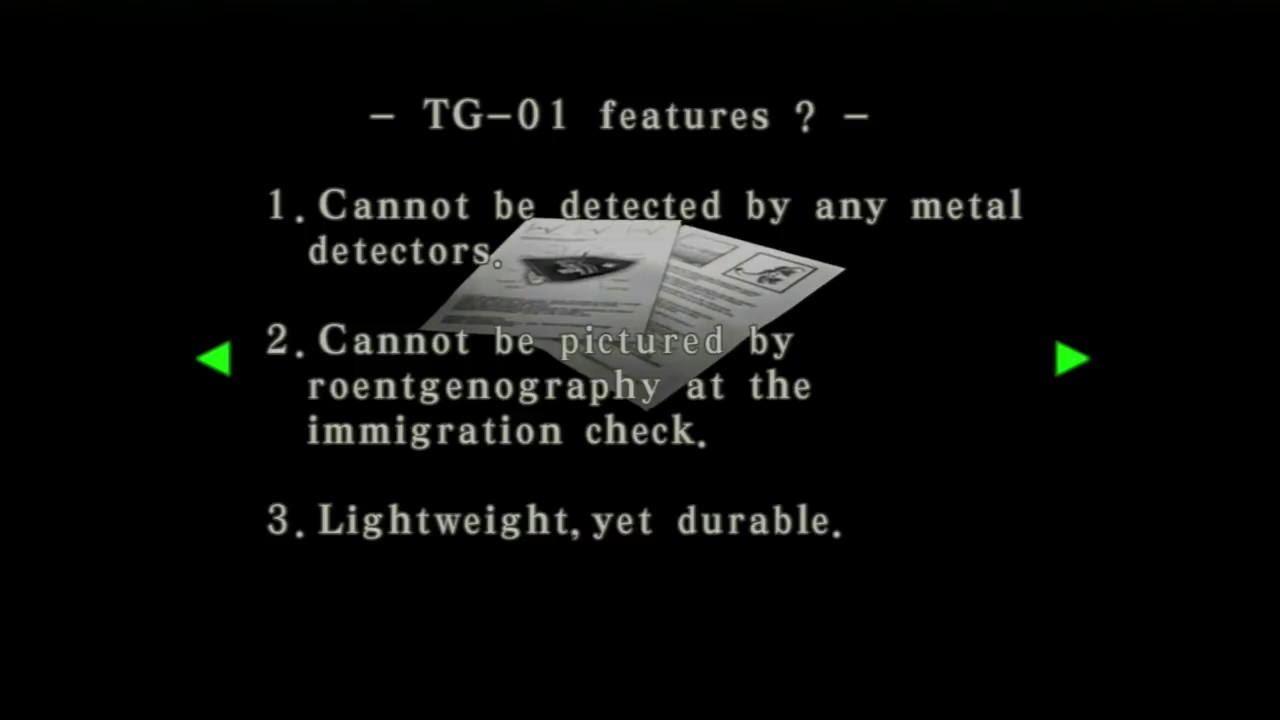 – TG–01 features ? –
1. Cannot be detected by any metal
detectors.
2. Cannot be pictured by
roentgenography at the
immigration check.
3. Lightweight, yet durable.